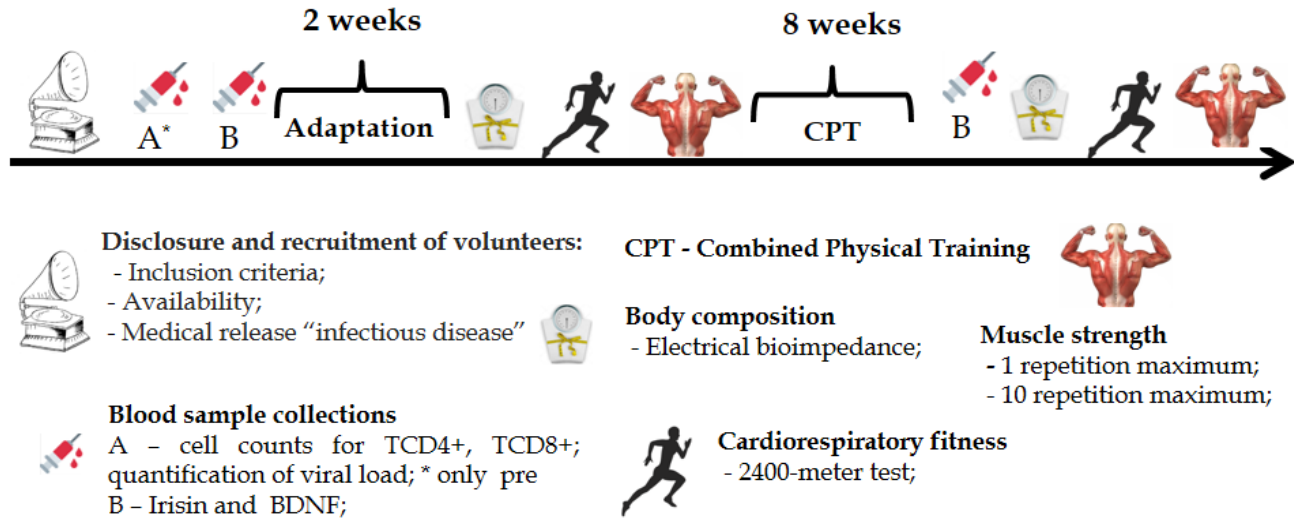 2 weeks
8 weeks
A*
B
Adaptation
CPT
B
Disclosure and recruitment of volunteers:
- Inclusion criteria;
- Availability;
- Medical release “infectious disease”
Blood sample collections
A – cell counts for TCD4+, TCD8+;
quantification of viral load; * only pre
B – Irisin and BDNF;
CPT - Combined Physical Training
Body composition
- Electrical bioimpedance;
Muscle strength
- 1 repetition maximum;
- 10 repetition maximum;
Cardiorespiratory fitness
- 2400-meter test;